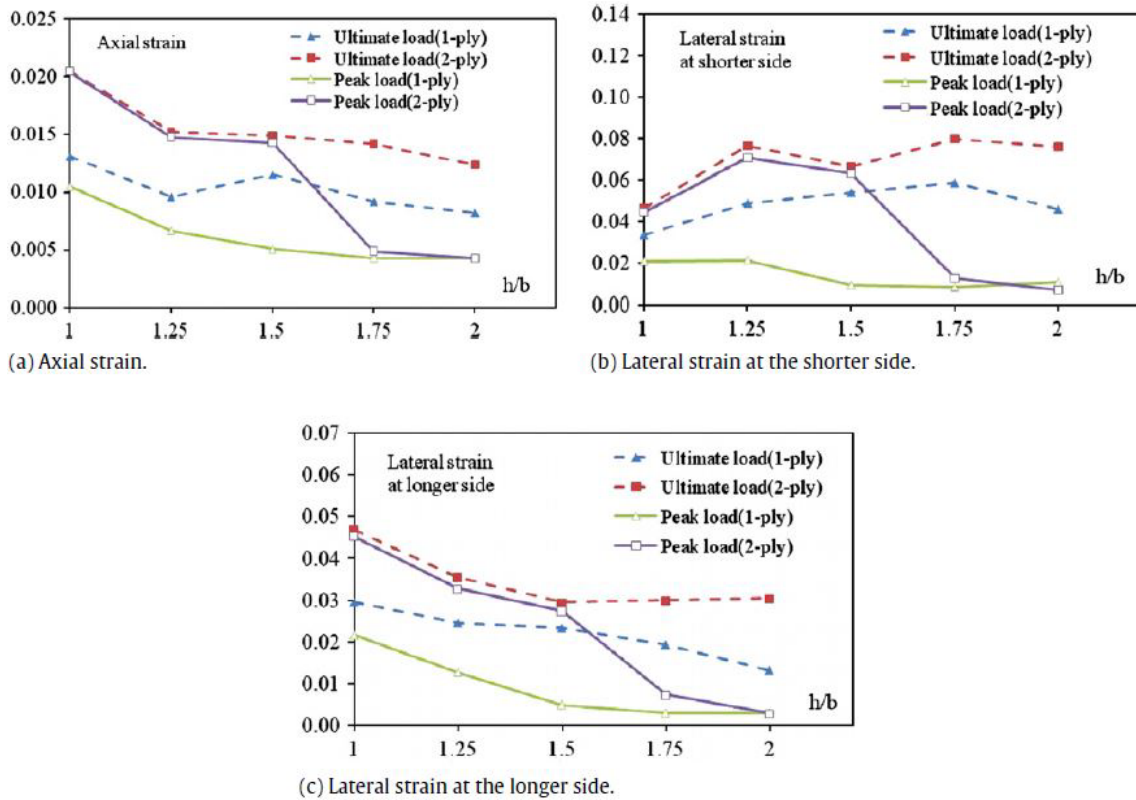 0.025
0.020
0.015
0.010
0.005
0.000
Axial strain
Ultimate load(1-ply)
Ultimate load(2-ply)
Peak load(1-ply)
Peak load(2-ply)
h/b
1 1.25 1.5 1.75 2
(a) Axial strain.
0.14
0.12
0.10
0.08
0.06
0.04
0.02
0.00
Lateral strain
at shorter side
Ultimate load(1-ply)
Ultimate load(2-ply)
Peak load(1-ply)
Peak load(2-ply)
h/b
1 1.25 1.5 1.75 2
(b) Lateral strain at the shorter side.
0.07
0.06
0.05
0.04
0.03
0.02
0.01
0.00
Lateral strain
at longer side
Ultimate load(1-ply)
Ultimate load(2-ply)
Peak load(1-ply)
Peak load(2-ply)
h/b
1 1.25 1.5 1.75 2
(c) Lateral strain at the longer side.